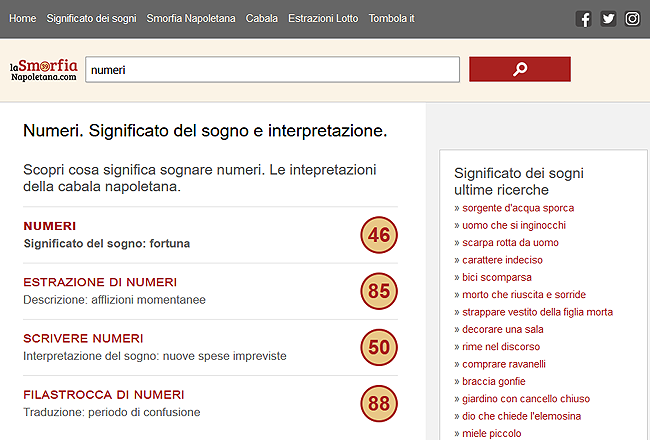 Home Significato dei sogni Smorfia Napoletana Cabala Estrazioni Lotto Tombola it
laSmorfia
Napoletana.com
numeri
Numeri. Significato del sogno e interpretazione.
Scopri cosa significa sognare numeri. Le intepretazioni
della cabala napoletana.
NUMERI
Significato del sogno: fortuna
46
ESTRAZIONE DI NUMERI
Descrizione: afflizioni momentanee
85
SCRIVERE NUMERI
Interpretazione del sogno: nuove spese impreviste
50
FILASTROCCA DI NUMERI
Traduzione: periodo di confusione
88
Significato dei sogni
ultime ricerche
» sorgente d'acqua sporca
» uomo che si inginocchi
» scarpa rotta da uomo
» carattere indeciso
» bici scomparsa
» morto che riuscita e sorride
» strappare vestito della figlia morta
» decorare una sala
» rime nel discorso
» comprare ravanelli
» braccia gonfie
» giardino con cancello chiuso
» dio che chiede l'elemosina
» miele piccolo